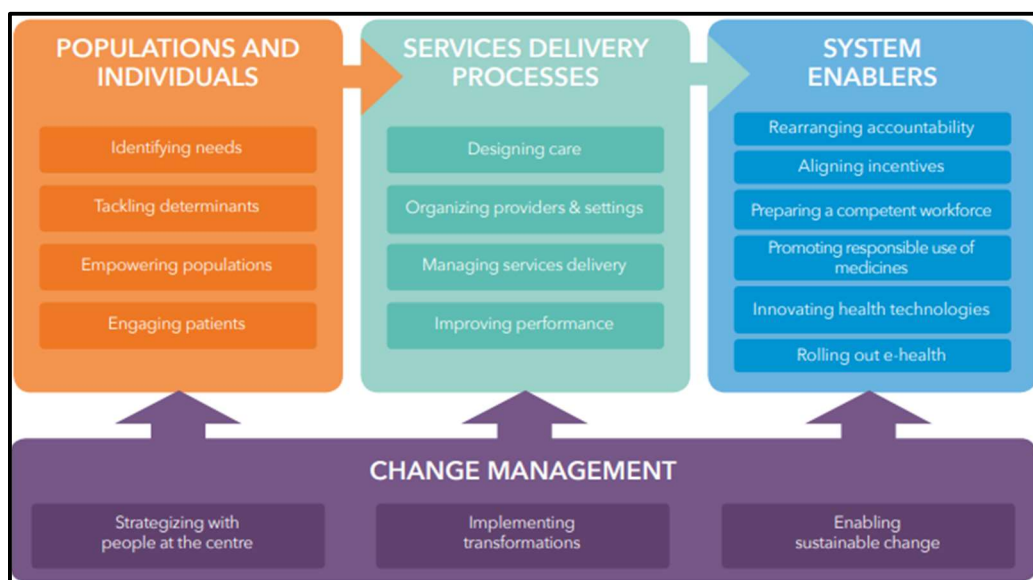 POPULATIONS AND
INDIVIDUALS
Identifying needs
Tackling determinants
Empowering populations
Engaging patients
SERVICES DELIVERY
PROCESSES
Designing care
Organizing providers & settings
Managing services delivery
Improving performance
SYSTEM
ENABLERS
Rearranging accountability
Aligning incentives
Preparing a competent workforce
Promoting responsible use of
medicines
Innovating health technologies
Rolling out e-health
CHANGE MANAGEMENT
Strategizing with
people at the centre
Implementing
transformations
Enabling
sustainable change